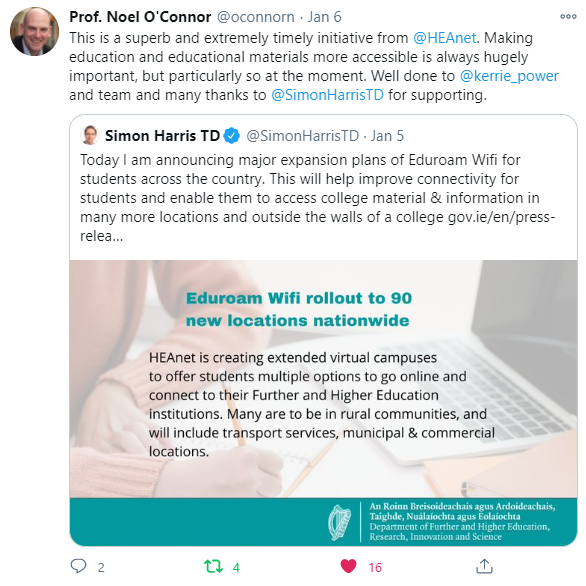 Prof. Noel O'Connor @oconnorn · Jan 6
This is a superb and extremely timely initiative from @HEAnet. Making
education and educational materials more accessible is always hugely
important, but particularly so at the moment. Well done to @kerrie_power
and team and many thanks to @SimonHarrisTD for supporting.
Simon Harris TD @SimonHarrisTD · Jan 5
Today I am announcing major expansion plans of Eduroam Wifi for
students across the country. This will help improve connectivity for
students and enable them to access college material & information in
many more locations and outside the walls of a college gov.ie/en/press-
relea...
Eduroam Wifi rollout to 90
new locations nationwide
HEAnet is creating extended virtual campuses
to offer students multiple options to go online and
connect to their Further and Higher Education
institutions. Many are to be in rural communities, and
will include transport services, municipal & commercial
locations.
An Roinn Breisoideachais agus Ardoideachais,
Taighde, Nuálaíochta agus Eolaíochta
Department of Further and Higher Education,
Research, Innovation and Science
2 4 16